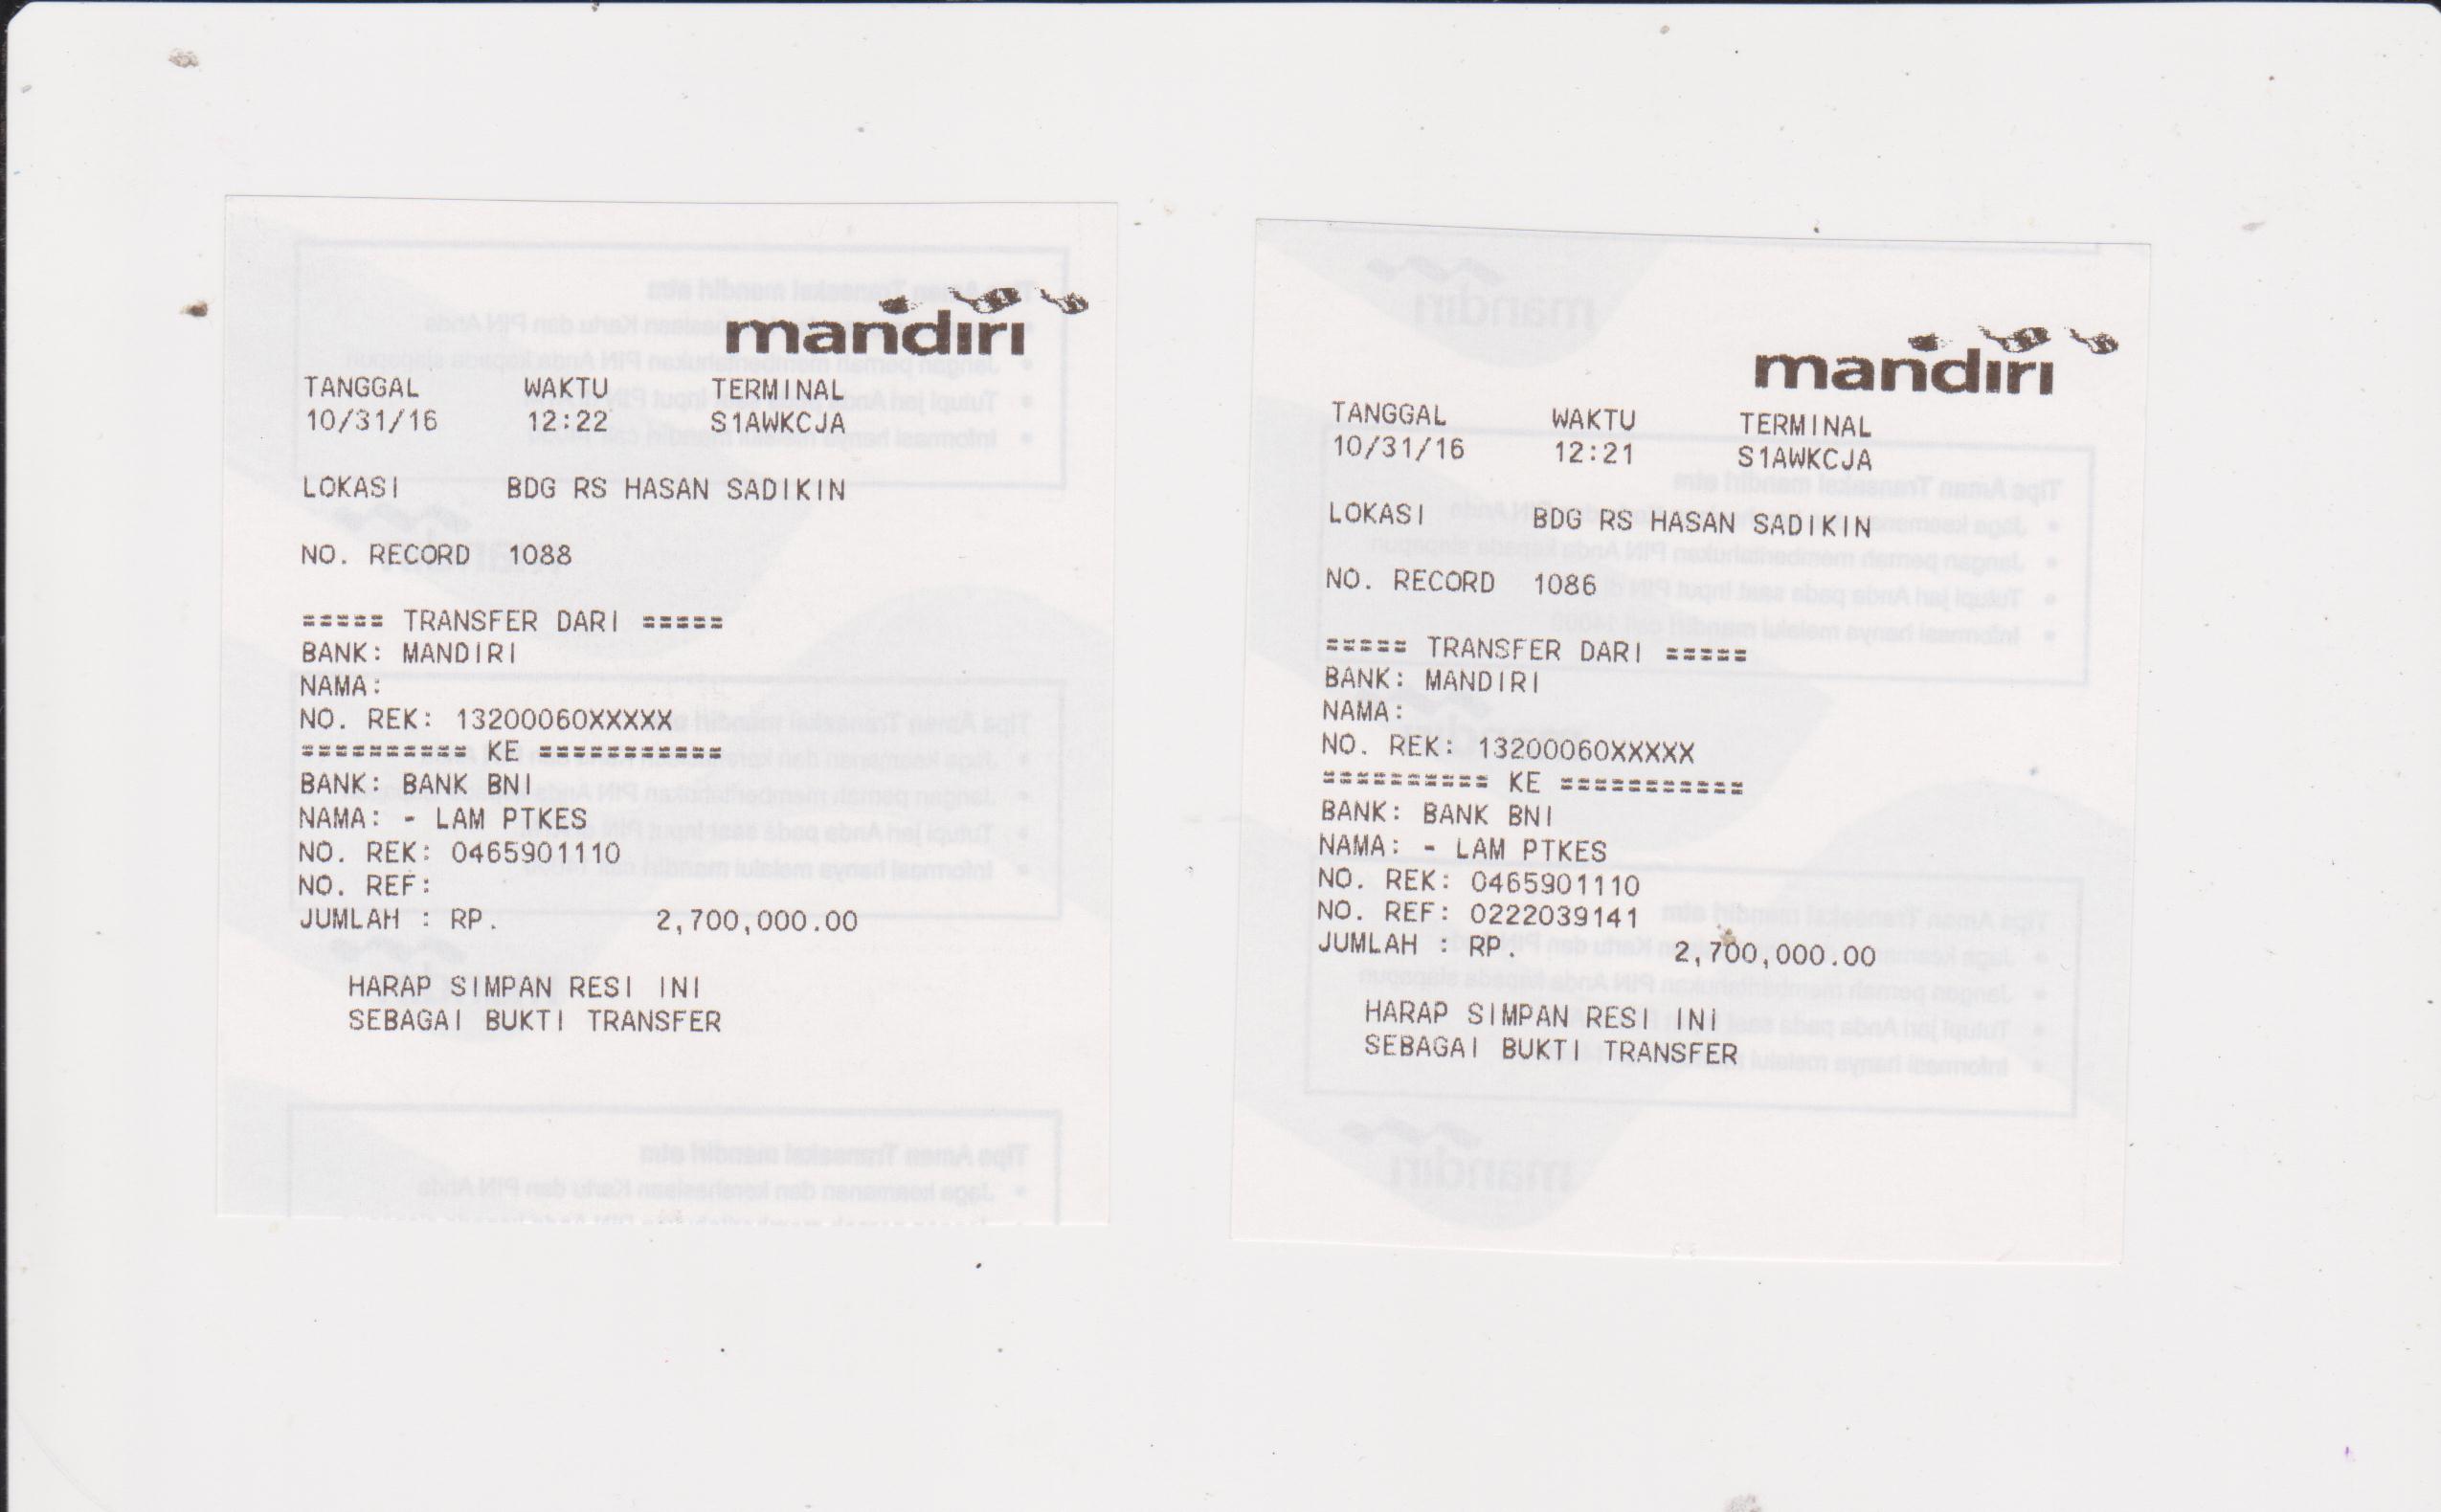 mandiri
TANGGAL WAKTU TERMINAL
10/31/16 12:22 S1AWKCJA
LOKASI BDG RS HASAN SADIKIN
NO. RECORD 1088
===== TRANSFER DARI =====
BANK: MANDIRI
NAMA:
NO. REK: 13200060XXXXX
========== KE ===========
BANK: BANK BNI
NAMA: - LAM PTKES
NO. REK: 0465901110
NO. REF:
JUMLAH : RP. 2,700,000.00
HARAP SIMPAN RESI INI
SEBAGAI BUKTI TRANSFER
mandiri
TANGGAL WAKTU TERMINAL
10/31/16 12:21 S1AWKCJA
LOKASI BDG RS HASAN SADIKIN
NO. RECORD 1086
===== TRANSFER DARI =====
BANK: MANDIRI
NAMA:
NO. REK: 13200060XXXXX
========== KE ===========
BANK: BANK BNI
NAMA: - LAM PTKES
NO. REK: 0465901110
NO. REF: 0222039141
JUMLAH : RP. 2,700,000.00
HARAP SIMPAN RESI INI
SEBAGAI BUKTI TRANSFER